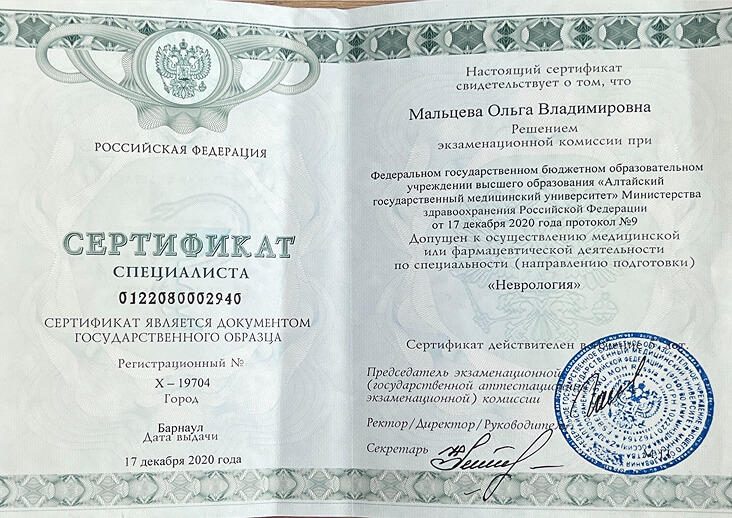 РОССИЙСКАЯ ФЕДЕРАЦИЯ
СЕРТИФИКАТ
СПЕЦИАЛИСТА
0122080002940
СЕРТИФИКАТ ЯВЛЯЕТСЯ ДОКУМЕНТОМ
ГОСУДАРСТВЕННОГО ОБРАЗЦА
Регистрационный №
Х – 19704
Город
Барнаул
Дата выдачи
17 декабря 2020 года
Настоящий сертификат
свидетельствует о том, что
Мальцева Ольга Владимировна
Решением
экзаменационной комиссии при
Федеральном государственном бюджетном образовательном
учреждении высшего образования «Алтайский
государственный медицинский университет» Министерства
здравоохранения Российской Федерации
от 17 декабря 2020 года протокол №9
Допущен к осуществлению медицинской
или фармацевтической деятельности
по специальности (направлению подготовки)
«Неврология»
Сертификат действителен в течение 5 лет.
Председатель экзаменационной
(государственной аттестационной
экзаменационной) комиссии
Ректор/Директор/Руководитель
Секретарь